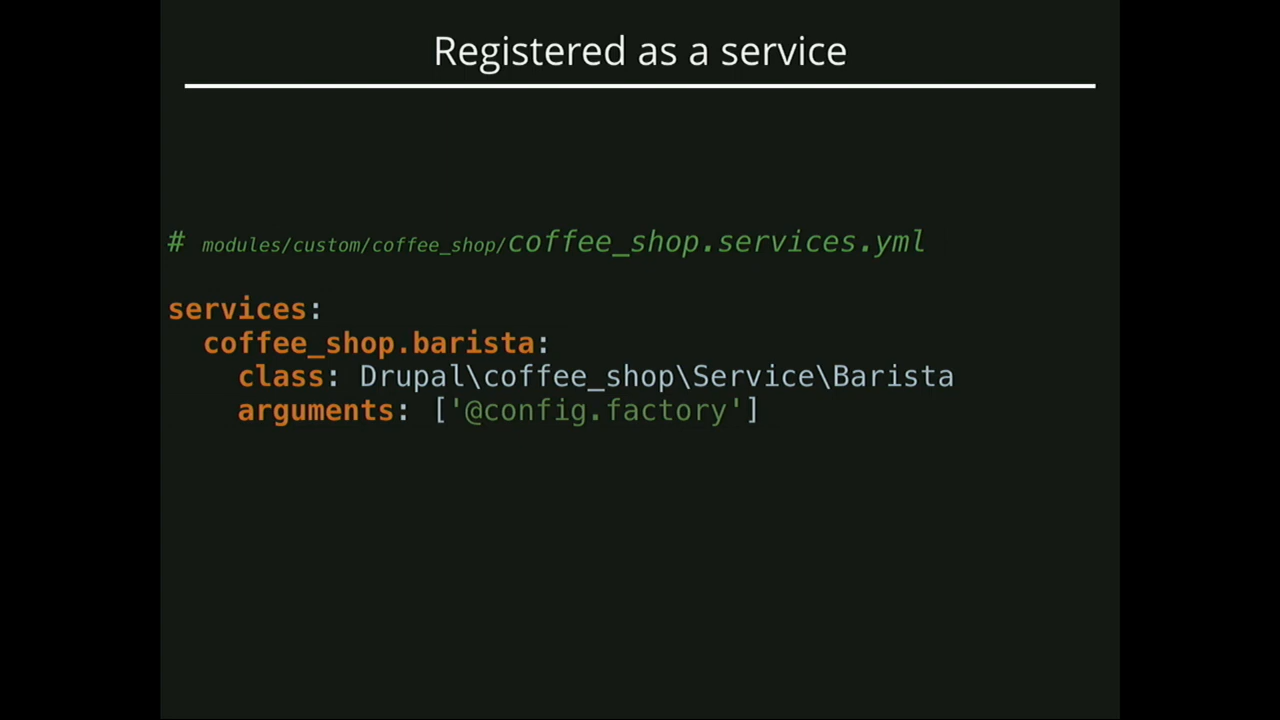 Registered as a service
# modules/custom/coffee_shop/coffee_shop.services.yml
services:
  coffee_shop.barista:
    class: Drupal\coffee_shop\Service\Barista
    arguments: ['@config.factory']